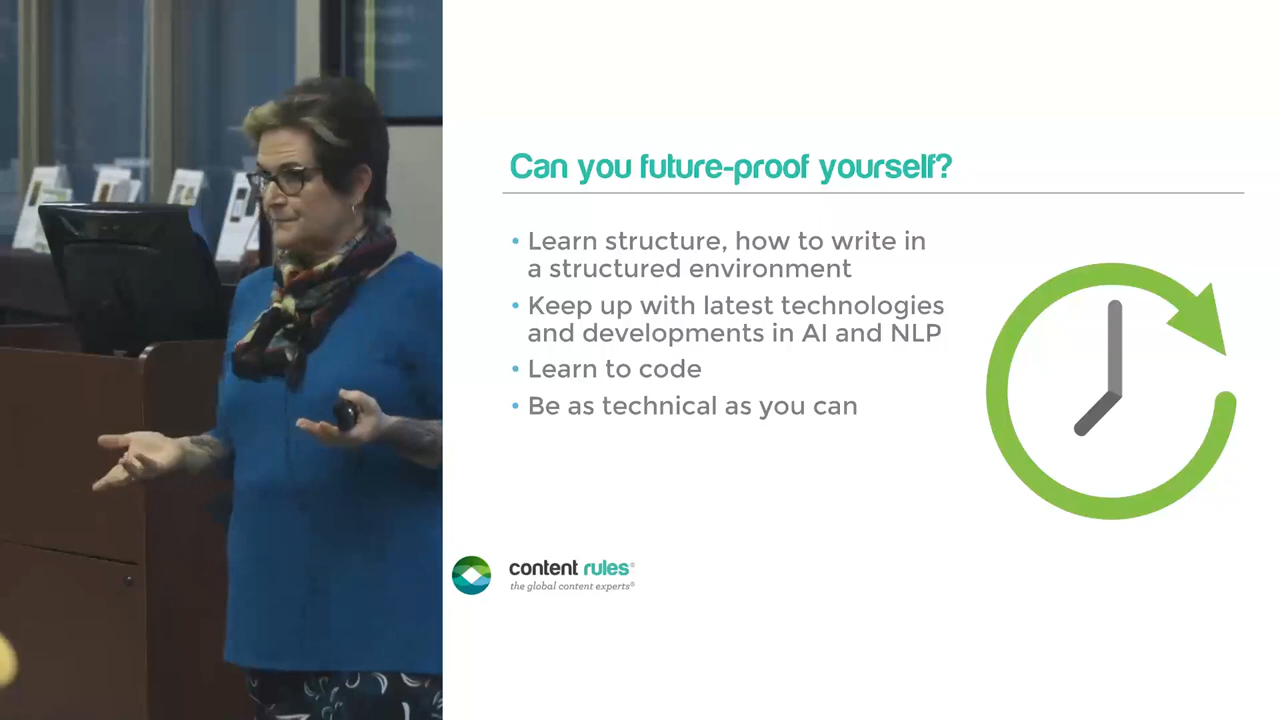 Can you future-proof yourself?
• Learn structure, how to write in
a structured environment
• Keep up with latest technologies
and developments in AI and NLP
• Learn to code
• Be as technical as you can
content rules®
the global content experts®